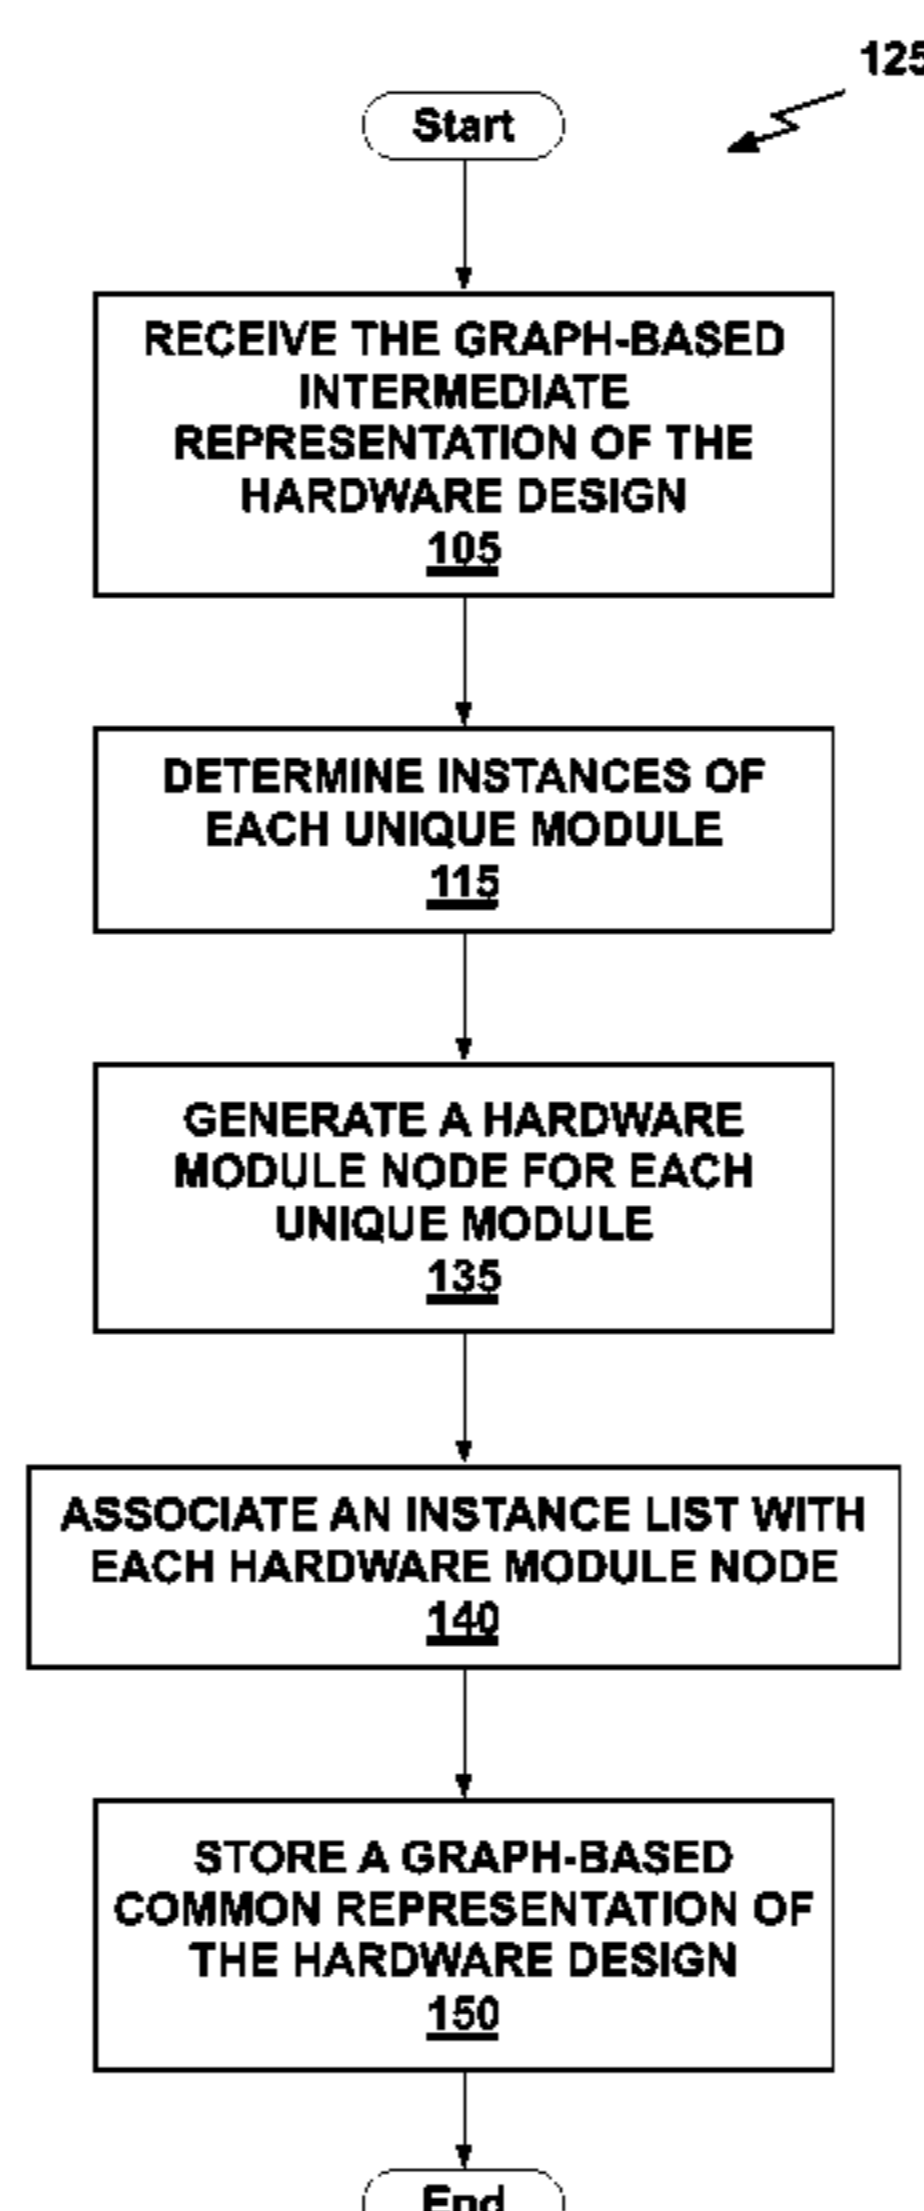 125
Start
RECEIVE THE GRAPH-BASED
INTERMEDIATE
REPRESENTATION OF THE
HARDWARE DESIGN
105
DETERMINE INSTANCES OF
EACH UNIQUE MODULE
115
GENERATE A HARDWARE
MODULE NODE FOR EACH
UNIQUE MODULE
135
ASSOCIATE AN INSTANCE LIST WITH
EACH HARDWARE MODULE NODE
140
STORE A GRAPH-BASED
COMMON REPRESENTATION OF
THE HARDWARE DESIGN
150
End